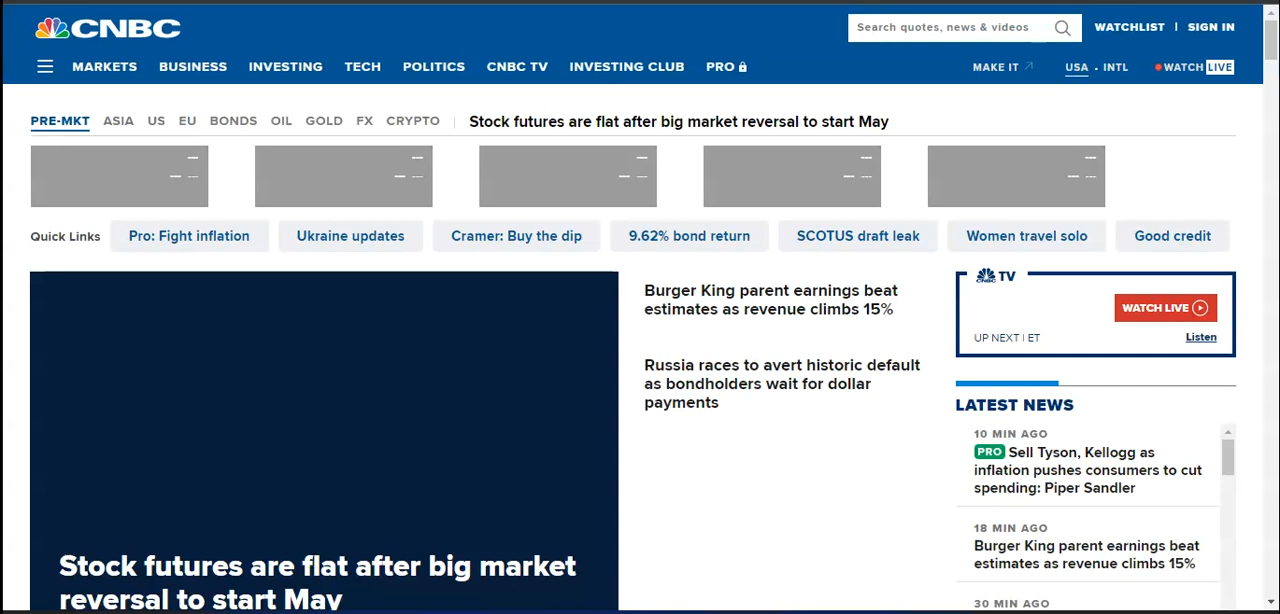 CNBC
Search quotes, news & videos
WATCHLIST | SIGN IN
MARKETS BUSINESS INVESTING TECH POLITICS CNBC TV INVESTING CLUB PRO
MAKE IT USA • INTL WATCH LIVE
PRE-MKT ASIA US EU BONDS OIL GOLD FX CRYPTO
Stock futures are flat after big market reversal to start May
Quick Links Pro: Fight inflation Ukraine updates Cramer: Buy the dip 9.62% bond return SCOTUS draft leak Women travel solo Good credit
Stock futures are flat after big market
reversal to start May
Burger King parent earnings beat
estimates as revenue climbs 15%
Russia races to avert historic default
as bondholders wait for dollar
payments
CNBC TV
WATCH LIVE
UP NEXT | ET
Listen
LATEST NEWS
10 MIN AGO
PRO Sell Tyson, Kellogg as
inflation pushes consumers to cut
spending: Piper Sandler
18 MIN AGO
Burger King parent earnings beat
estimates as revenue climbs 15%
30 MIN AGO